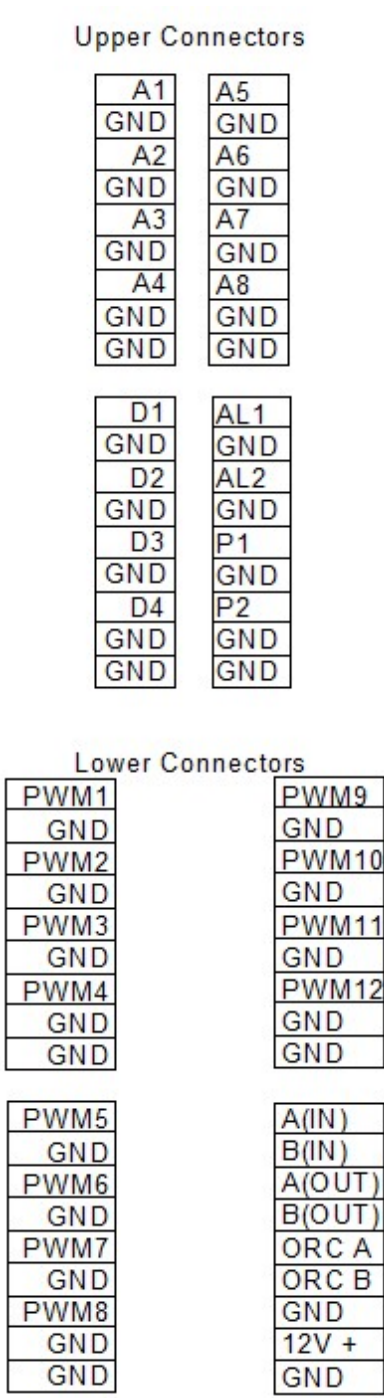 Upper Connectors
A1 A5
GND GND
A2 A6
GND GND
A3 A7
GND GND
A4 A8
GND GND
GND GND
D1 AL1
GND GND
D2 AL2
GND GND
D3 P1
GND GND
D4 P2
GND GND
GND GND
Lower Connectors
PWM1 PWM9
GND GND
PWM2 PWM10
GND GND
PWM3 PWM11
GND GND
PWM4 PWM12
GND GND
GND GND
PWM5 A(IN)
GND B(IN)
PWM6 A(OUT)
GND B(OUT)
PWM7 ORC A
GND ORC B
PWM8 GND
GND 12V +
GND GND